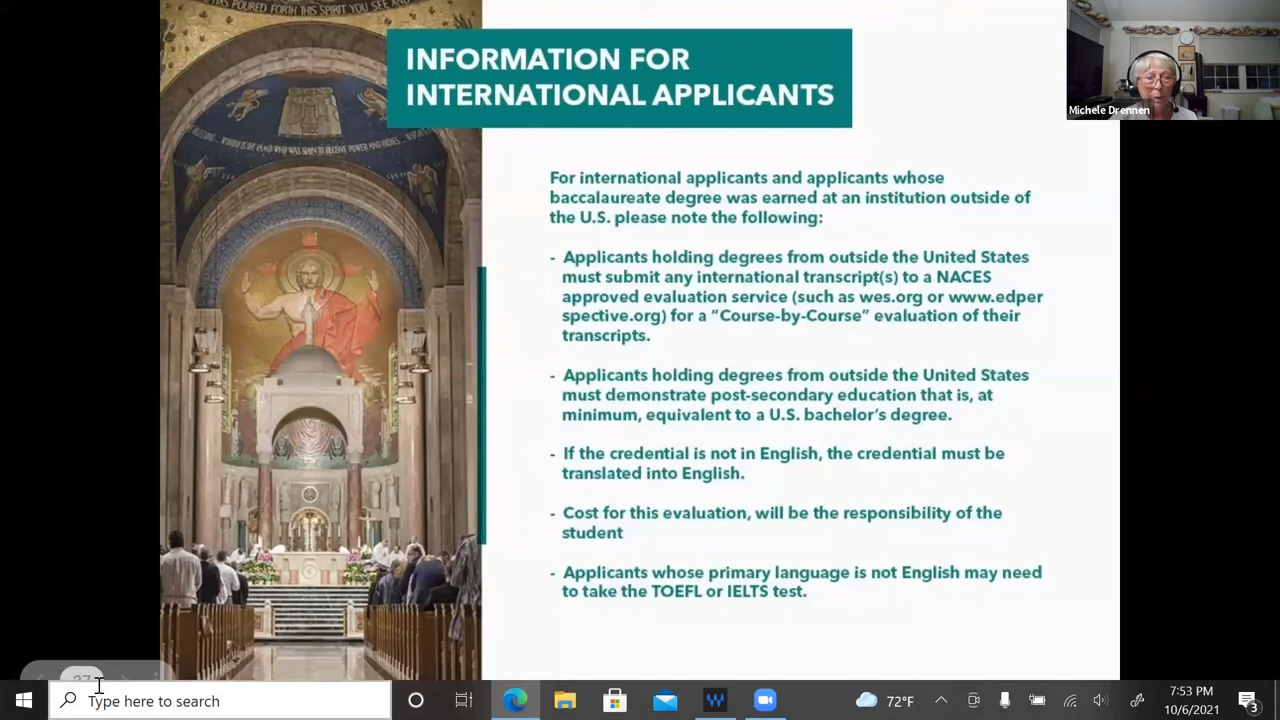 HAS POURED FORTH THIS SPIRIT YOU SEE AND
INFORMATION FOR
INTERNATIONAL APPLICANTS
Michele Drennen
For international applicants and applicants whose
baccalaureate degree was earned at an institution outside of
the U.S. please note the following:
- Applicants holding degrees from outside the United States
must submit any international transcript(s) to a NACES
approved evaluation service (such as wes.org or www.edper
spective.org) for a "Course-by-Course" evaluation of their
transcripts.
- Applicants holding degrees from outside the United States
must demonstrate post-secondary education that is, at
minimum, equivalent to a U.S. bachelor's degree.
- If the credential is not in English, the credential must be
translated into English.
- Cost for this evaluation, will be the responsibility of the
student
- Applicants whose primary language is not English may need
to take the TOEFL or IELTS test.
27
Type here to search
72°F
7:53 PM
10/6/2021
3